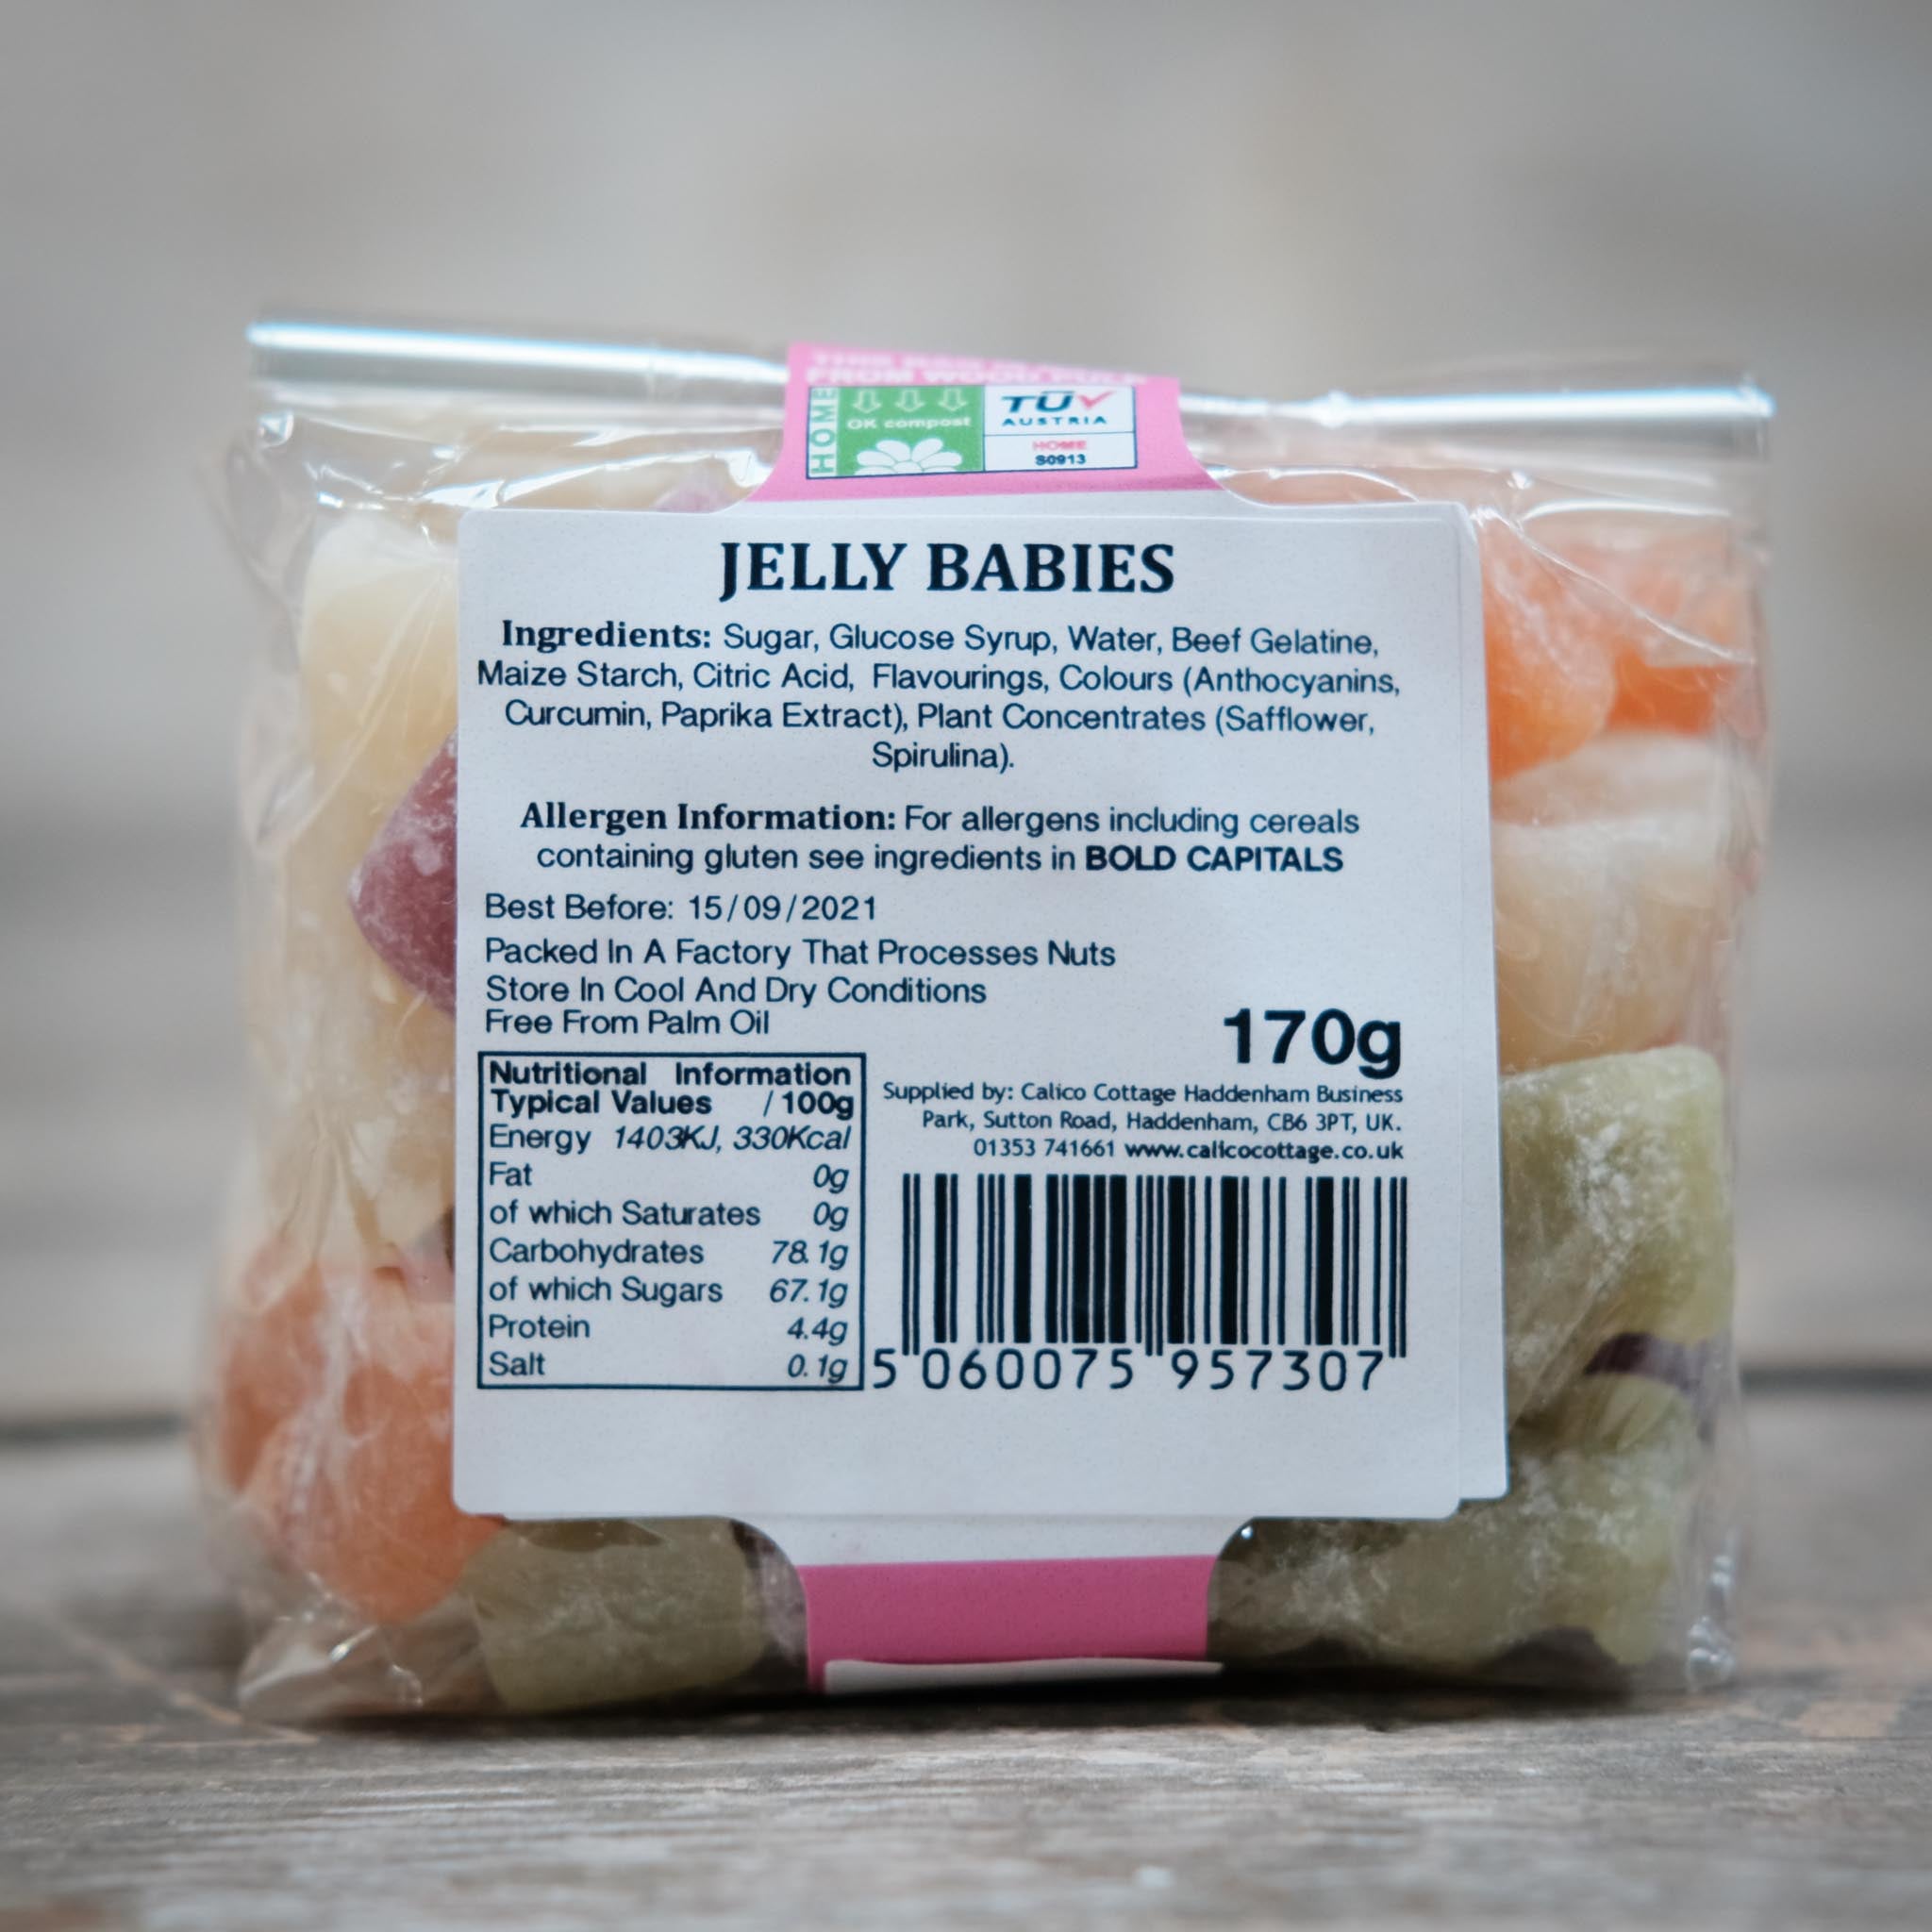 FROM WOOD PULP
HOME
OK compost
TÜV
AUSTRIA
HOME
S0913
JELLY BABIES
Ingredients: Sugar, Glucose Syrup, Water, Beef Gelatine,
Maize Starch, Citric Acid, Flavourings, Colours (Anthocyanins,
Curcumin, Paprika Extract), Plant Concentrates (Safflower,
Spirulina).
Allergen Information: For allergens including cereals
containing gluten see ingredients in BOLD CAPITALS
Best Before: 15/09/2021
Packed In A Factory That Processes Nuts
Store In Cool And Dry Conditions
Free From Palm Oil
170g
Nutritional Information
Typical Values / 100g
Energy 1403KJ, 330Kcal
Fat 0g
of which Saturates 0g
Carbohydrates 78.1g
of which Sugars 67.1g
Protein 4.4g
Salt 0.1g
Supplied by: Calico Cottage Haddenham Business
Park, Sutton Road, Haddenham, CB6 3PT, UK.
01353 741661 www.calicocottage.co.uk
5 060075 957307